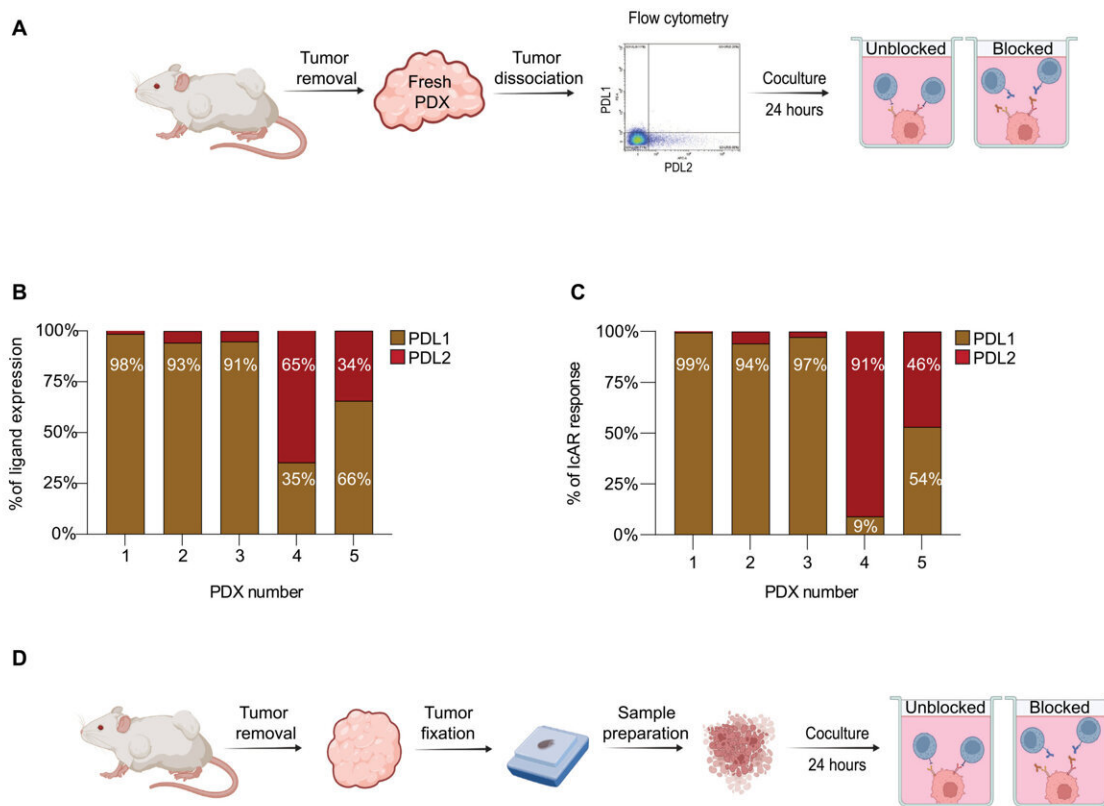 A
Flow cytometry
Tumor
removal
Fresh
PDX
Tumor
dissociation
PDL1
PDL2
Coculture
24 hours
Unblocked
Blocked
B
% of ligand expression
100%
75%
50%
25%
0%
98%
93%
91%
65%
35%
34%
66%
1
2
3
4
5
PDX number
PDL1
PDL2
C
% of IcAR response
100%
75%
50%
25%
0%
99%
94%
97%
91%
9%
46%
54%
1
2
3
4
5
PDX number
PDL1
PDL2
D
Tumor
removal
Tumor
fixation
Sample
preparation
Coculture
24 hours
Unblocked
Blocked